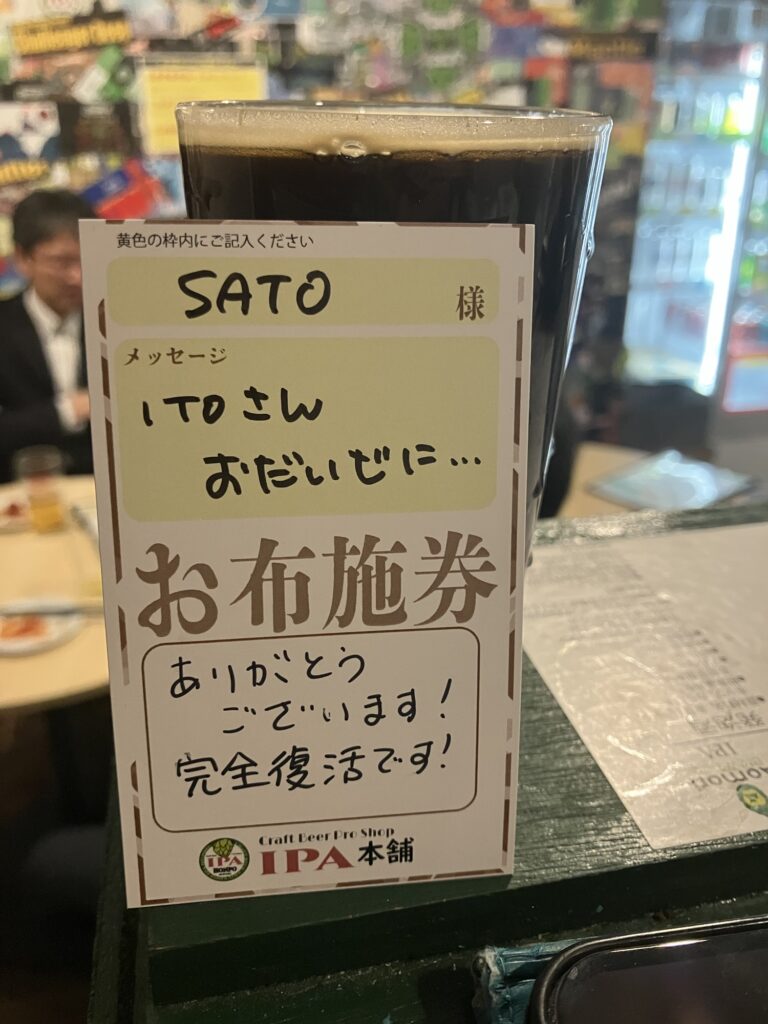 黄色の枠内にご記入ください
SATO 様
メッセージ
ITOさん
おだいじに…
お布施券
ありがとう
ございます!
完全復活です!
Craft Beer Pro Shop
IPA本舗
IPA
HONPO
IPA